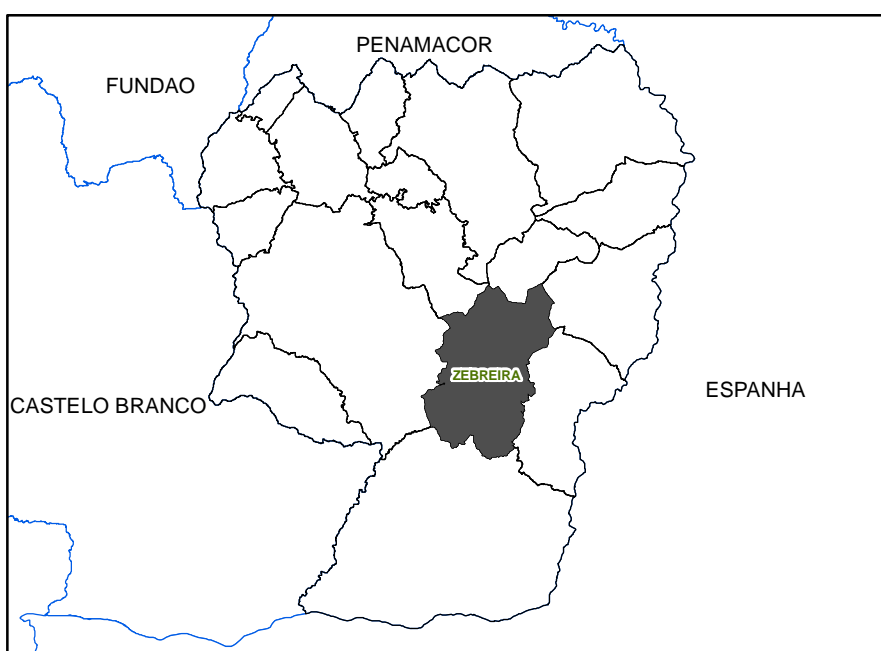 PENAMACOR
FUNDAO
ZEBREIRA
ESPANHA
CASTELO BRANCO